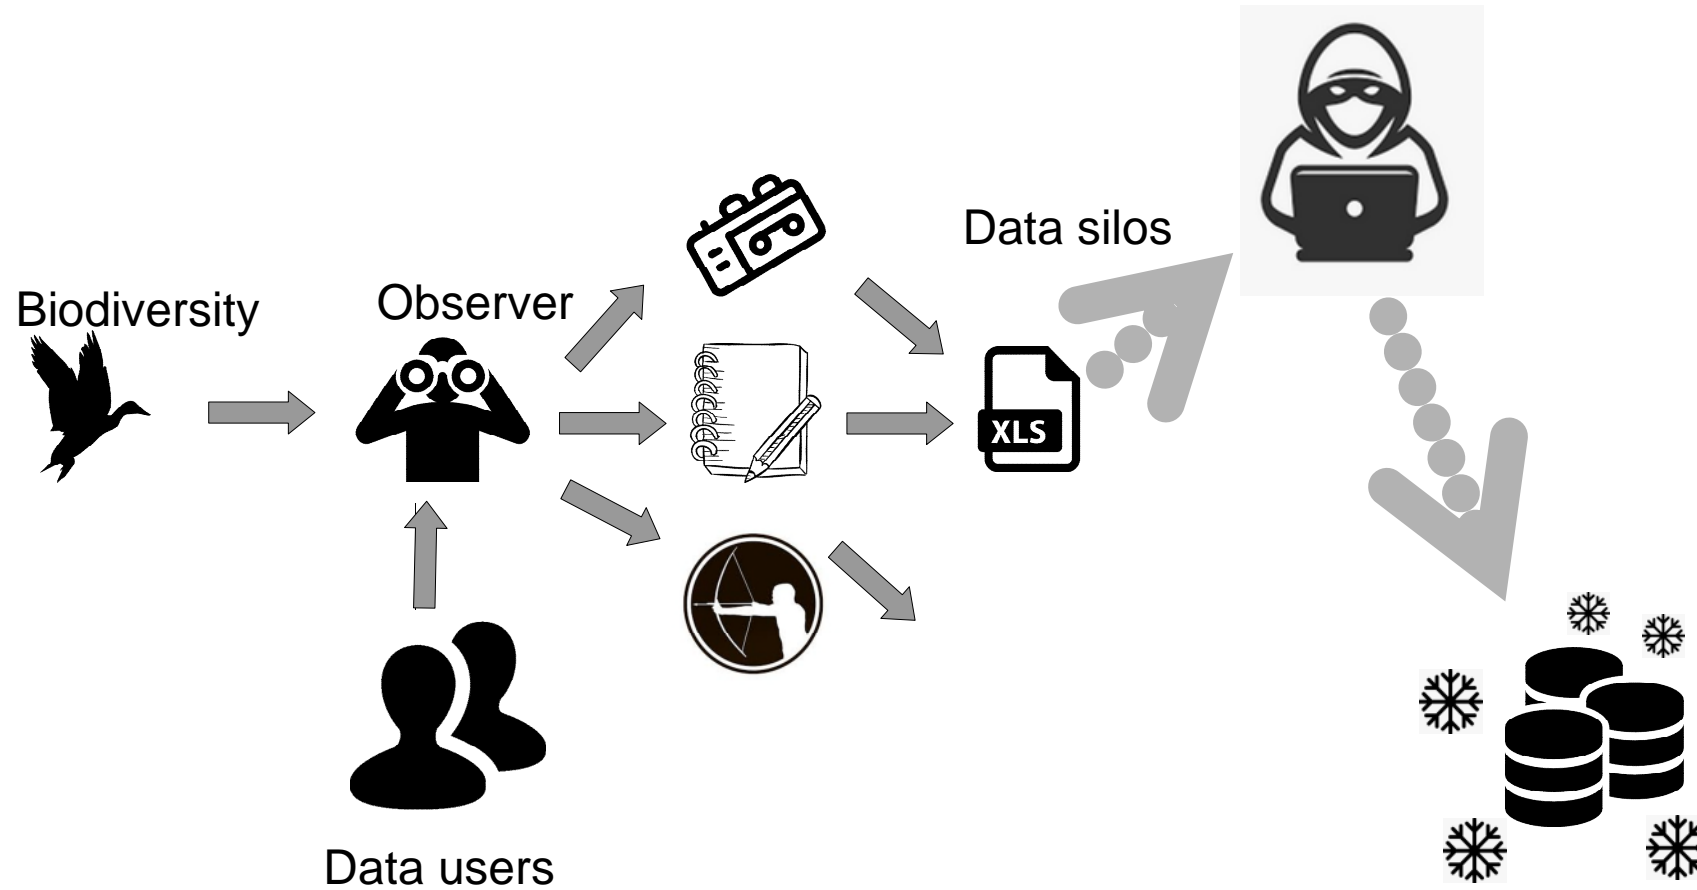 Data silos
Biodiversity
Observer
XLS
Data users